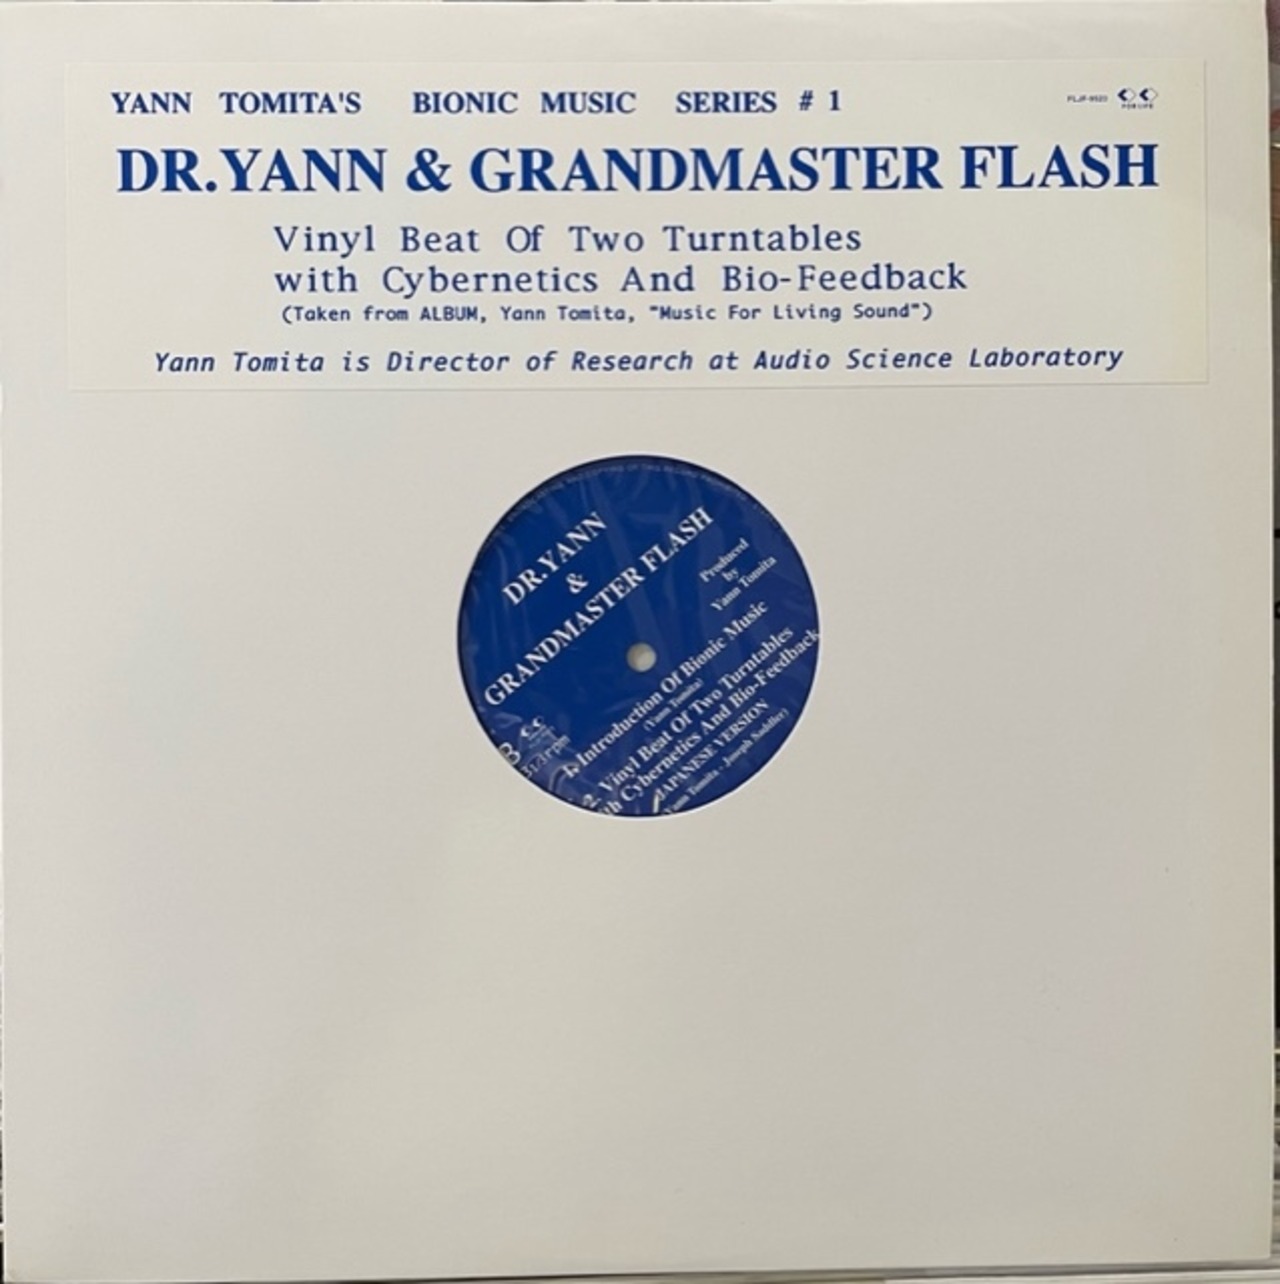 YANN TOMITA'S BIONIC MUSIC SERIES # 1
FOR LIFE
DR.YANN & GRANDMASTER FLASH
Vinyl Beat Of Two Turntables
with Cybernetics And Bio-Feedback
(Taken from ALBUM, Yann Tomita, "Music For Living Sound")
Yann Tomita is Director of Research at Audio Science Laboratory
DR.YANN
&
GRANDMASTER FLASH
Produced
by
Yann Tomita
B
1. Introduction Of Bionic Music
(Yann Tomita)
2. Vinyl Beat Of Two Turntables
Cybernetics And Bio-Feedback
JAPANESE VERSION
Tomita - Joseph Saddler)